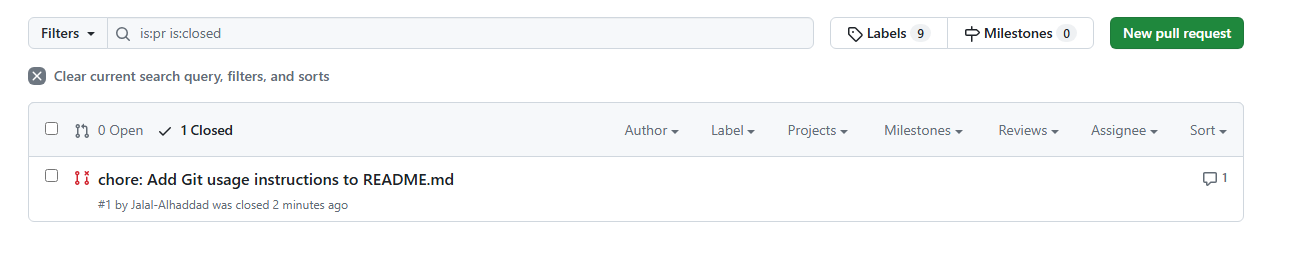 Filters is:pr is:closed Labels 9 Milestones 0 New pull request
Clear current search query, filters, and sorts
0 Open 1 Closed Author Label Projects Milestones Reviews Assignee Sort
chore: Add Git usage instructions to README.md 1
#1 by Jalal-Alhaddad was closed 2 minutes ago